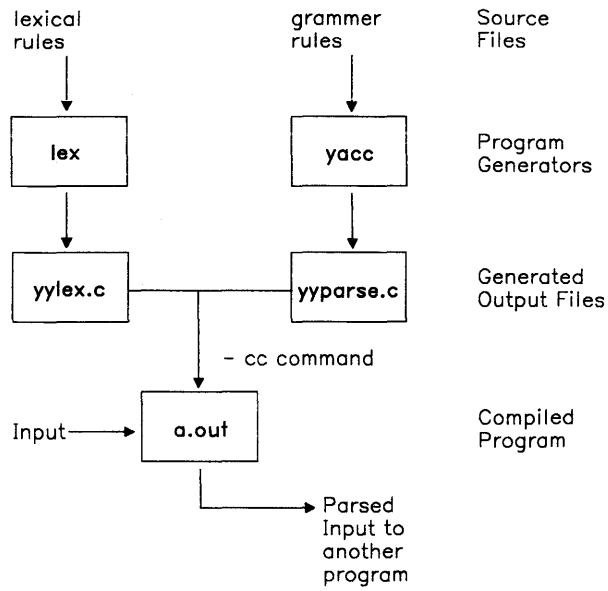 lexical
rules
grammer
rules
Source
Files
lex
yacc
Program
Generators
yylex.c
yyparse.c
Generated
Output Files
- cc command
Input
a.out
Compiled
Program
Parsed
Input to
another
program